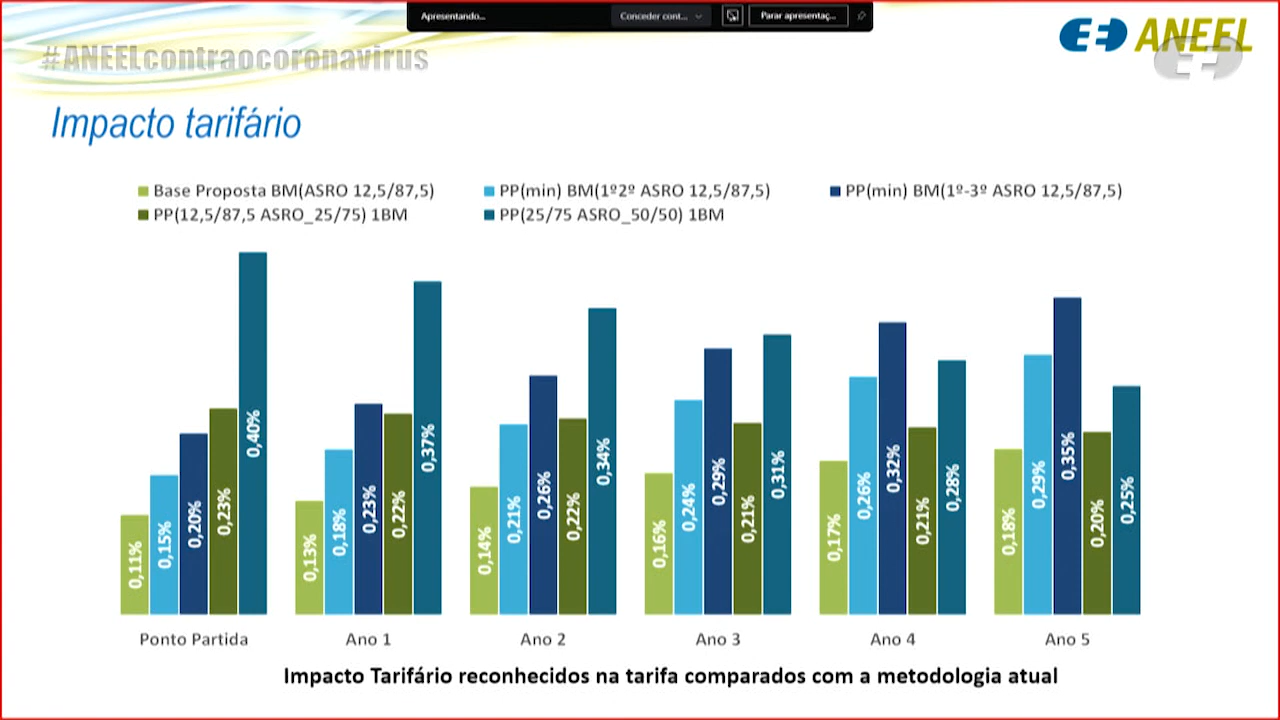 Apresentando...
Conceder cont...
Parar apresentaç...
#ANEELcontraocoronavirus
ANEEL
Impacto tarifário
Base Proposta BM(ASRO 12,5/87,5)
PP(min) BM(1º2º ASRO 12,5/87,5)
PP(min) BM(1º-3º ASRO 12,5/87,5)
PP(12,5/87,5 ASRO_25/75) 1BM
PP(25/75 ASRO_50/50) 1BM
0,11%
0,15%
0,20%
0,23%
0,40%
0,13%
0,18%
0,23%
0,22%
0,37%
0,14%
0,21%
0,26%
0,22%
0,34%
0,16%
0,24%
0,29%
0,21%
0,31%
0,17%
0,26%
0,32%
0,21%
0,28%
0,18%
0,29%
0,35%
0,20%
0,25%
Ponto Partida
Ano 1
Ano 2
Ano 3
Ano 4
Ano 5
Impacto Tarifário reconhecidos na tarifa comparados com a metodologia atual